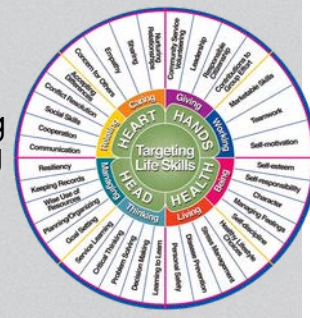 g
Targeting
Life Skills
HEART
HANDS
HEALTH
HEAD
Relating
Caring
Giving
Working
Being
Living
Thinking
Managing
Communication
Cooperation
Social Skills
Conflict Resolution
Accepting
Differences
Concern for Others
Empathy
Sharing
Nurturing
Relationships
Community Service
Volunteering
Leadership
Responsible
Citizenship
Contributions to
Group Effort
Marketable Skills
Teamwork
Self-motivation
Self-esteem
Self-responsibility
Character
Managing Feelings
Self-discipline
Healthy Lifestyle
Choices
Stress Management
Disease Prevention
Personal Safety
Learning to Learn
Decision Making
Problem Solving
Critical Thinking
Service Learning
Goal Setting
Planning/Organizing
Wise Use of
Resources
Keeping Records
Resiliency